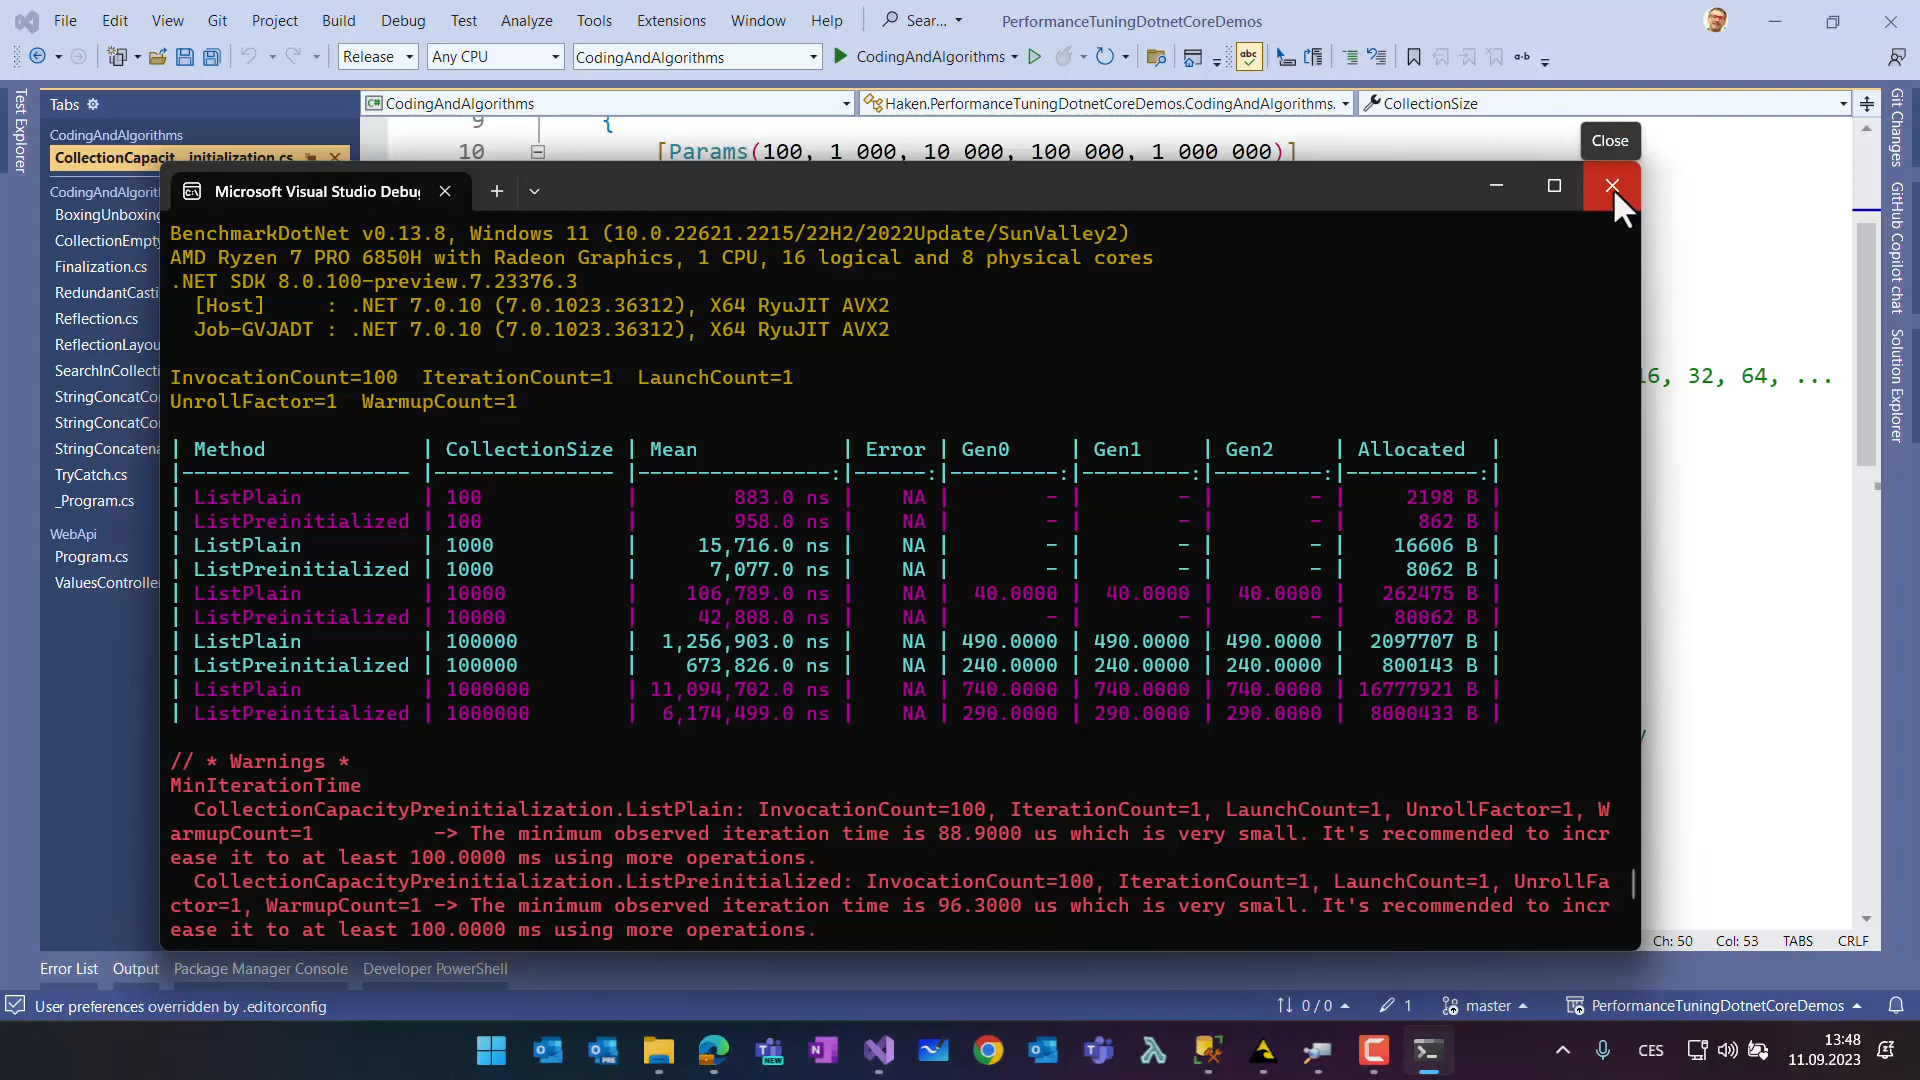 File Edit View Git Project Build Debug Test Analyze Tools Extensions Window Help Sear... PerformanceTuningDotnetCoreDemos
Release Any CPU CodingAndAlgorithms CodingAndAlgorithms
Test Explorer
Tabs
CodingAndAlgorithms
CollectionCapacit...initialization.cs
CodingAndAlgorit
BoxingUnboxing
CollectionEmpty
Finalization.cs
RedundantCasti
Reflection.cs
ReflectionLayou
SearchInCollecti
StringConcatCo
StringConcatCo
StringConcatena
TryCatch.cs
_Program.cs
WebApi
Program.cs
ValuesControlle
CodingAndAlgorithms Haken.PerformanceTuningDotnetCoreDemos.CodingAndAlgorithms. CollectionSize
9 {
10 [Params(100, 1_000, 10_000, 100_000, 1_000_000)]
Close
16, 32, 64, ...
Microsoft Visual Studio Debug
BenchmarkDotNet v0.13.8, Windows 11 (10.0.22621.2215/22H2/2022Update/SunValley2)
AMD Ryzen 7 PRO 6850H with Radeon Graphics, 1 CPU, 16 logical and 8 physical cores
.NET SDK 8.0.100-preview.7.23376.3
[Host] : .NET 7.0.10 (7.0.1023.36312), X64 RyuJIT AVX2
Job-GVJADT : .NET 7.0.10 (7.0.1023.36312), X64 RyuJIT AVX2
InvocationCount=100 IterationCount=1 LaunchCount=1
UnrollFactor=1 WarmupCount=1
| Method | CollectionSize | Mean | Error | Gen0 | Gen1 | Gen2 | Allocated |
|------------------- |--------------- |----------------:|------:|---------:|---------:|---------:|-----------:|
| ListPlain | 100 | 883.0 ns | NA | - | - | - | 2198 B |
| ListPreinitialized | 100 | 958.0 ns | NA | - | - | - | 862 B |
| ListPlain | 1000 | 15,716.0 ns | NA | - | - | - | 16606 B |
| ListPreinitialized | 1000 | 7,077.0 ns | NA | - | - | - | 8062 B |
| ListPlain | 10000 | 106,789.0 ns | NA | 40.0000 | 40.0000 | 40.0000 | 262475 B |
| ListPreinitialized | 10000 | 42,808.0 ns | NA | - | - | - | 80062 B |
| ListPlain | 100000 | 1,256,903.0 ns | NA | 490.0000 | 490.0000 | 490.0000 | 2097707 B |
| ListPreinitialized | 100000 | 673,826.0 ns | NA | 240.0000 | 240.0000 | 240.0000 | 800143 B |
| ListPlain | 1000000 | 11,094,702.0 ns | NA | 740.0000 | 740.0000 | 740.0000 | 16777921 B |
| ListPreinitialized | 1000000 | 6,174,499.0 ns | NA | 290.0000 | 290.0000 | 290.0000 | 8000433 B |
// * Warnings *
MinIterationTime
CollectionCapacityPreinitialization.ListPlain: InvocationCount=100, IterationCount=1, LaunchCount=1, UnrollFactor=1, W
armupCount=1 -> The minimum observed iteration time is 88.9000 us which is very small. It's recommended to incr
ease it to at least 100.0000 ms using more operations.
CollectionCapacityPreinitialization.ListPreinitialized: InvocationCount=100, IterationCount=1, LaunchCount=1, UnrollFa
ctor=1, WarmupCount=1 -> The minimum observed iteration time is 96.3000 us which is very small. It's recommended to incr
ease it to at least 100.0000 ms using more operations.
Git Changes
GitHub Copilot chat
Solution Explorer
Ch: 50 Col: 53 TABS CRLF
Error List Output Package Manager Console Developer PowerShell
User preferences overridden by .editorconfig 0 / 0 1 master PerformanceTuningDotnetCoreDemos
CES 13:48
11.09.2023